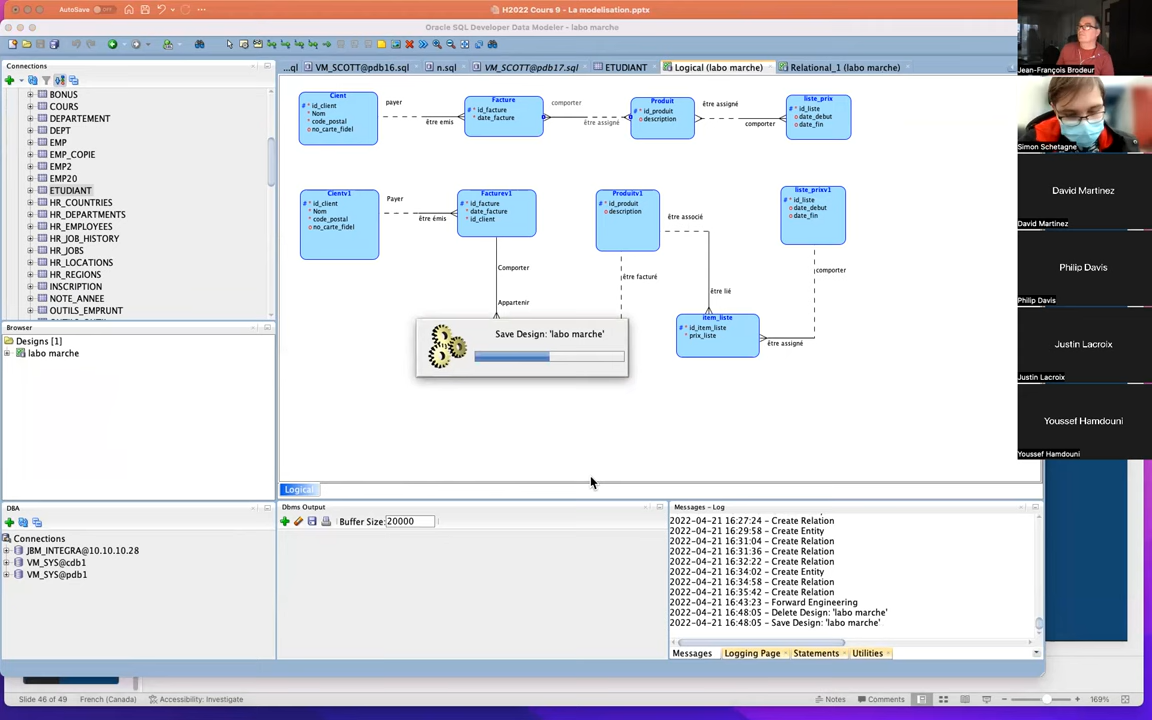 AutoSave
H2022 Cours 9 - La modelisation.pptx
Oracle SQL Developer Data Modeler - labo marche
Connections
...ql
VM_SCOTT@pdb16.sql
n.sql
VM_SCOTT@pdb17.sql
ETUDIANT
Logical (labo marche)
Relational_1 (labo marche)
BONUS
COURS
DEPARTEMENT
DEPT
EMP
EMP_COPIE
EMP2
EMP20
ETUDIANT
HR_COUNTRIES
HR_DEPARTMENTS
HR_EMPLOYEES
HR_JOB_HISTORY
HR_JOBS
HR_LOCATIONS
HR_REGIONS
INSCRIPTION
NOTE_ANNEE
OUTILS_EMPRUNT
Browser
Designs [1]
labo marche
DBA
Connections
JBM_INTEGRA@10.10.10.28
VM_SYS@cdb1
VM_SYS@pdb1
Cient
# * id_client
* Nom
* code_postal
o no_carte_fidel
payer
être emis
Facture
# * id_facture
* date_facture
comporter
être assigné
Produit
# * id_produit
o description
être assigné
comporter
liste_prix
# * id_liste
o date_debut
o date_fin
Cientv1
# * id_client
* Nom
* code_postal
o no_carte_fidel
Payer
être émis
Facturev1
# * id_facture
* date_facture
* id_client
Comporter
Appartenir
Produitv1
# * id_produit
o description
être associé
être facturé
être lié
liste_prixv1
# * id_liste
o date_debut
o date_fin
comporter
item_liste
# * id_item_liste
* prix_liste
être assigné
Save Design: 'labo marche'
Logical
Dbms Output
Buffer Size: 20000
Messages - Log
2022-04-21 16:27:24 - Create Relation
2022-04-21 16:29:58 - Create Entity
2022-04-21 16:31:04 - Create Relation
2022-04-21 16:31:36 - Create Relation
2022-04-21 16:32:22 - Create Relation
2022-04-21 16:34:02 - Create Entity
2022-04-21 16:34:58 - Create Relation
2022-04-21 16:35:42 - Create Relation
2022-04-21 16:43:23 - Forward Engineering
2022-04-21 16:48:05 - Delete Design: 'labo marche'
2022-04-21 16:48:05 - Save Design: 'labo marche'
Messages
Logging Page
Statements
Utilities
Slide 46 of 49
French (Canada)
Accessibility: Investigate
Notes
Comments
169%
Jean-François Brodeur
Simon Schetagne
David Martinez
David Martinez
Philip Davis
Philip Davis
Justin Lacroix
Justin Lacroix
Youssef Hamdouni
Youssef Hamdouni